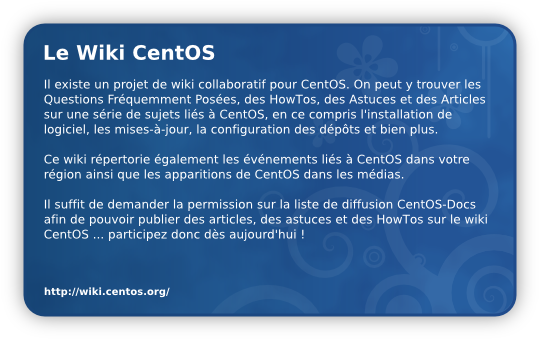 Le Wiki CentOS
Il existe un projet de wiki collaboratif pour CentOS. On peut y trouver les
Questions Fréquemment Posées, des HowTos, des Astuces et des Articles
sur une série de sujets liés à CentOS, en ce compris l'installation de
logiciel, les mises-à-jour, la configuration des dépôts et bien plus.
Ce wiki répertorie également les événements liés à CentOS dans votre
région ainsi que les apparitions de CentOS dans les médias.
Il suffit de demander la permission sur la liste de diffusion CentOS-Docs
afin de pouvoir publier des articles, des astuces et des HowTos sur le wiki
CentOS ... participez donc dès aujourd'hui !
http://wiki.centos.org/